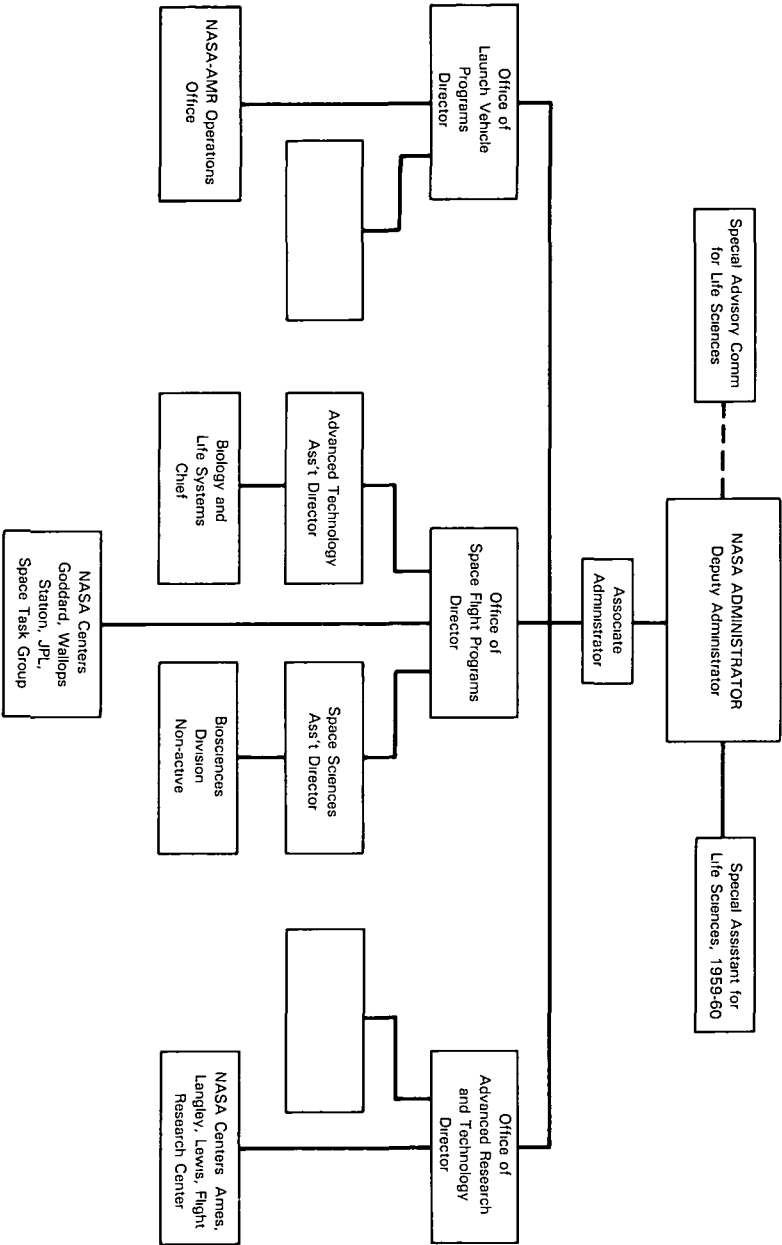 Special Advisory Comm
for Life Sciences
NASA ADMINISTRATOR
Deputy Administrator
Special Assistant for
Life Sciences, 1959-60
Associate
Administrator
Office of
Launch Vehicle
Programs
Director
Office of
Space Flight Programs
Director
Office of
Advanced Research
and Technology
Director
Advanced Technology
Ass't Director
Space Sciences
Ass't Director
NASA-AMR Operations
Office
Biology and
Life Systems
Chief
Biosciences
Division
Non-active
NASA Centers Ames,
Langley, Lewis, Flight
Research Center
NASA Centers
Goddard, Wallops
Station, JPL,
Space Task Group